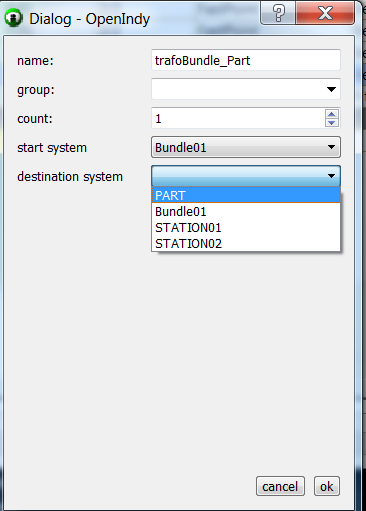 Dialog - OpenIndy
name: trafoBundle_Part
group:
count: 1
start system Bundle01
destination system
PART
Bundle01
STATION01
STATION02
cancel ok